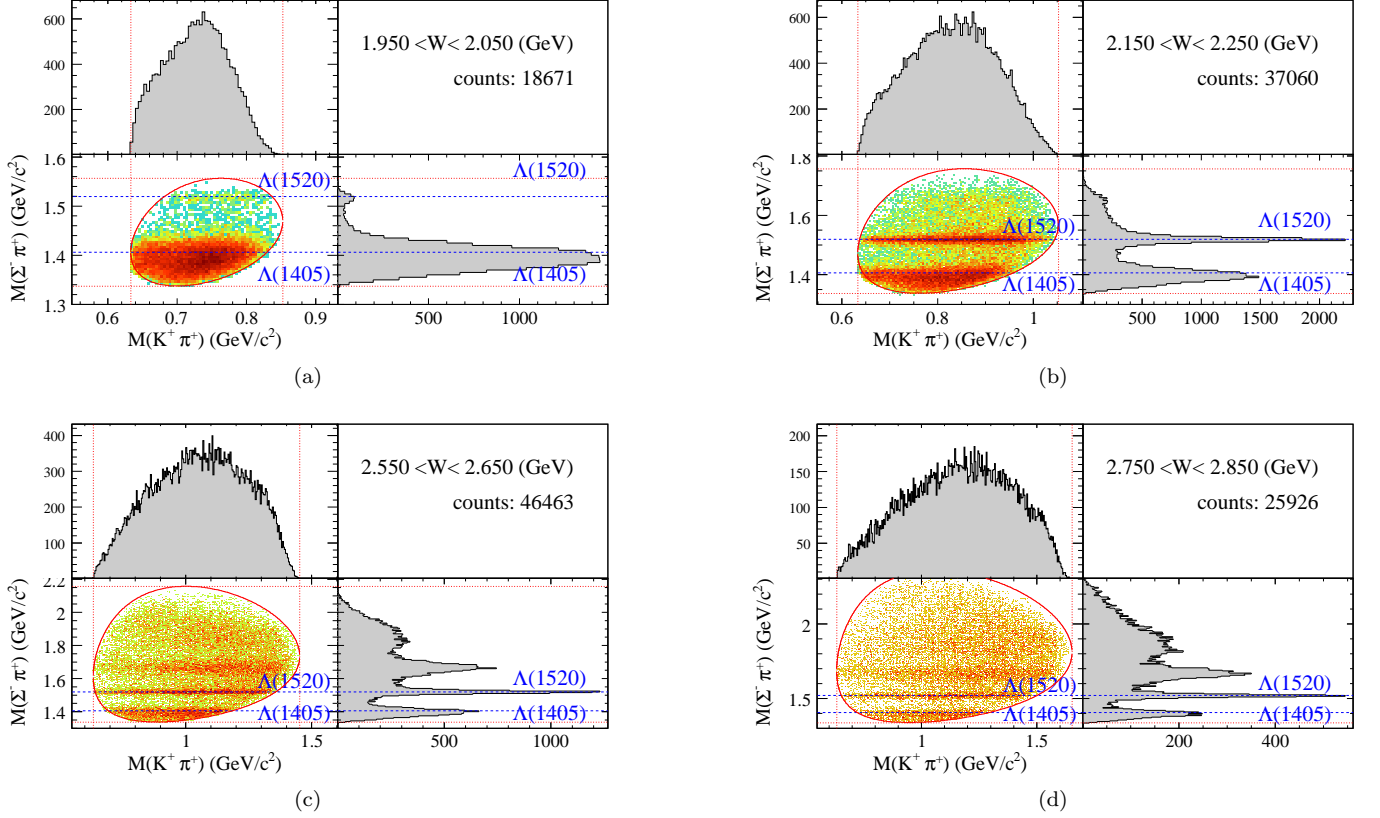 600
400
200
1.950 <W< 2.050 (GeV)
counts: 18671
M(Σ⁻ π⁺) (GeV/c²)
1.6
1.5
1.4
1.3
Λ(1520)
Λ(1405)
Λ(1520)
Λ(1405)
0.6 0.7 0.8 0.9
500 1000
M(K⁺ π⁺) (GeV/c²)
(a)
600
400
200
2.150 <W< 2.250 (GeV)
counts: 37060
M(Σ⁻ π⁺) (GeV/c²)
1.8
1.6
1.4
Λ(1520)
Λ(1405)
Λ(1520)
Λ(1405)
0.6 0.8 1
500 1000 1500 2000
M(K⁺ π⁺) (GeV/c²)
(b)
400
300
200
100
2.550 <W< 2.650 (GeV)
counts: 46463
M(Σ⁻ π⁺) (GeV/c²)
2.2
2
1.8
1.6
1.4
Λ(1520)
Λ(1405)
Λ(1520)
Λ(1405)
1 1.5
500 1000
M(K⁺ π⁺) (GeV/c²)
(c)
200
150
100
50
2.750 <W< 2.850 (GeV)
counts: 25926
M(Σ⁻ π⁺) (GeV/c²)
2
1.5
Λ(1520)
Λ(1405)
Λ(1520)
Λ(1405)
1 1.5
200 400
M(K⁺ π⁺) (GeV/c²)
(d)